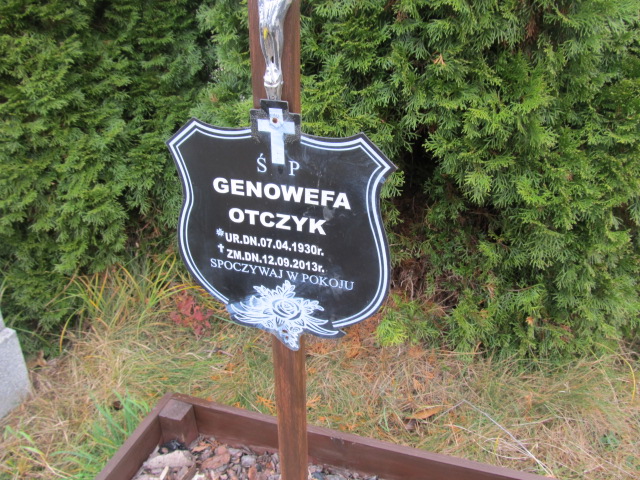 Ś P
GENOWEFA
OTCZYK
*UR.DN.07.04.1930r.
✝ZM.DN.12.09.2013r.
SPOCZYWAJ W POKOJU